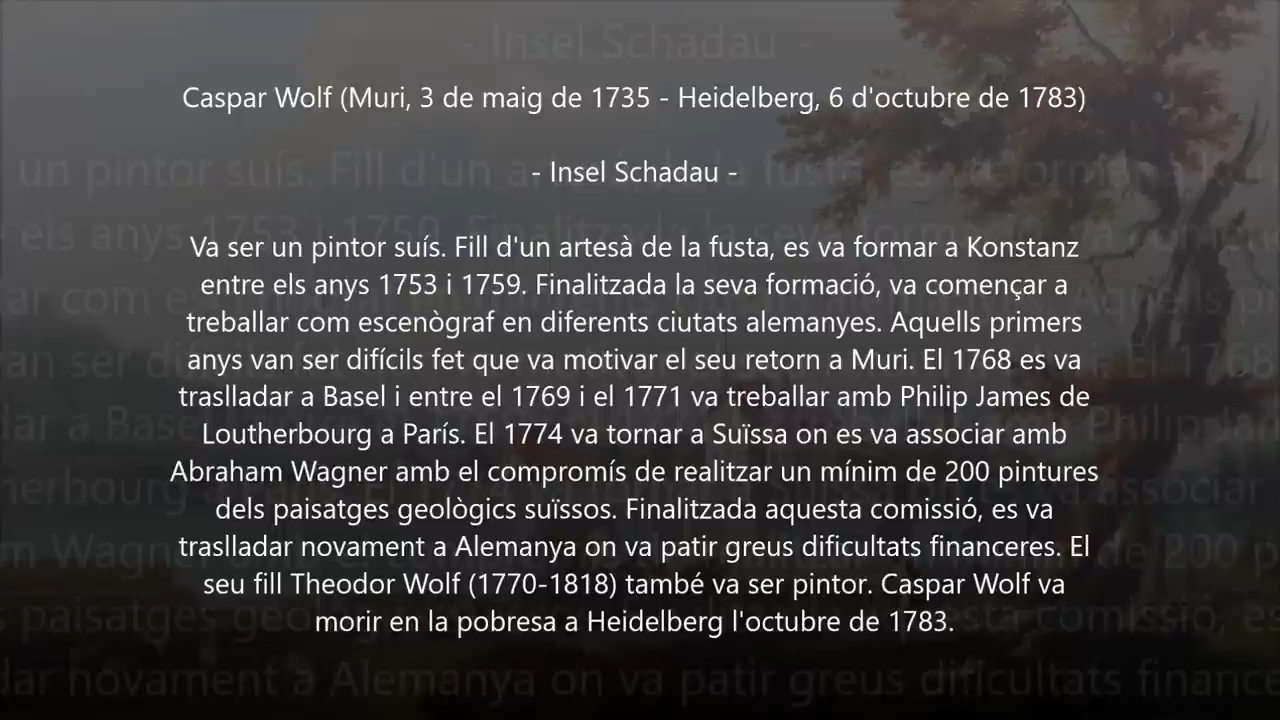 Caspar Wolf (Muri, 3 de maig de 1735 - Heidelberg, 6 d'octubre de 1783)
- Insel Schadau -
Va ser un pintor suís. Fill d'un artesà de la fusta, es va formar a Konstanz
entre els anys 1753 i 1759. Finalitzada la seva formació, va començar a
treballar com escenògraf en diferents ciutats alemanyes. Aquells primers
anys van ser difícils fet que va motivar el seu retorn a Muri. El 1768 es va
traslladar a Basel i entre el 1769 i el 1771 va treballar amb Philip James de
Loutherbourg a París. El 1774 va tornar a Suïssa on es va associar amb
Abraham Wagner amb el compromís de realitzar un mínim de 200 pintures
dels paisatges geològics suïssos. Finalitzada aquesta comissió, es va
traslladar novament a Alemanya on va patir greus dificultats financeres. El
seu fill Theodor Wolf (1770-1818) també va ser pintor. Caspar Wolf va
morir en la pobresa a Heidelberg l'octubre de 1783.